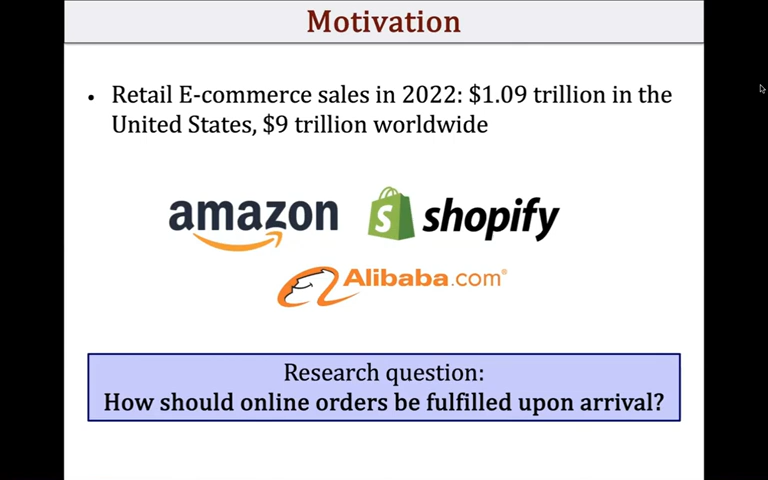 Motivation
• Retail E-commerce sales in 2022: $1.09 trillion in the
United States, $9 trillion worldwide
amazon shopify
Alibaba.com®
Research question:
How should online orders be fulfilled upon arrival?